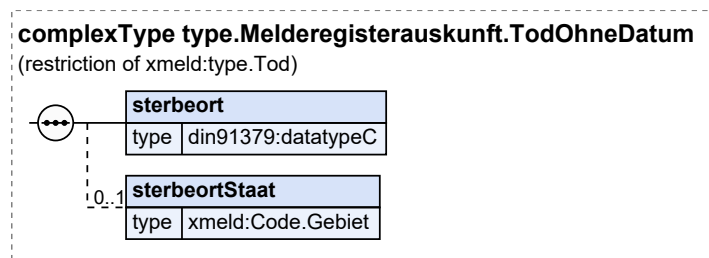 complexType type.Melderegisterauskunft.TodOhneDatum
(restriction of xmeld:type.Tod)
sterbeort
type din91379:datatypeC
0..1 sterbeortStaat
type xmeld:Code.Gebiet